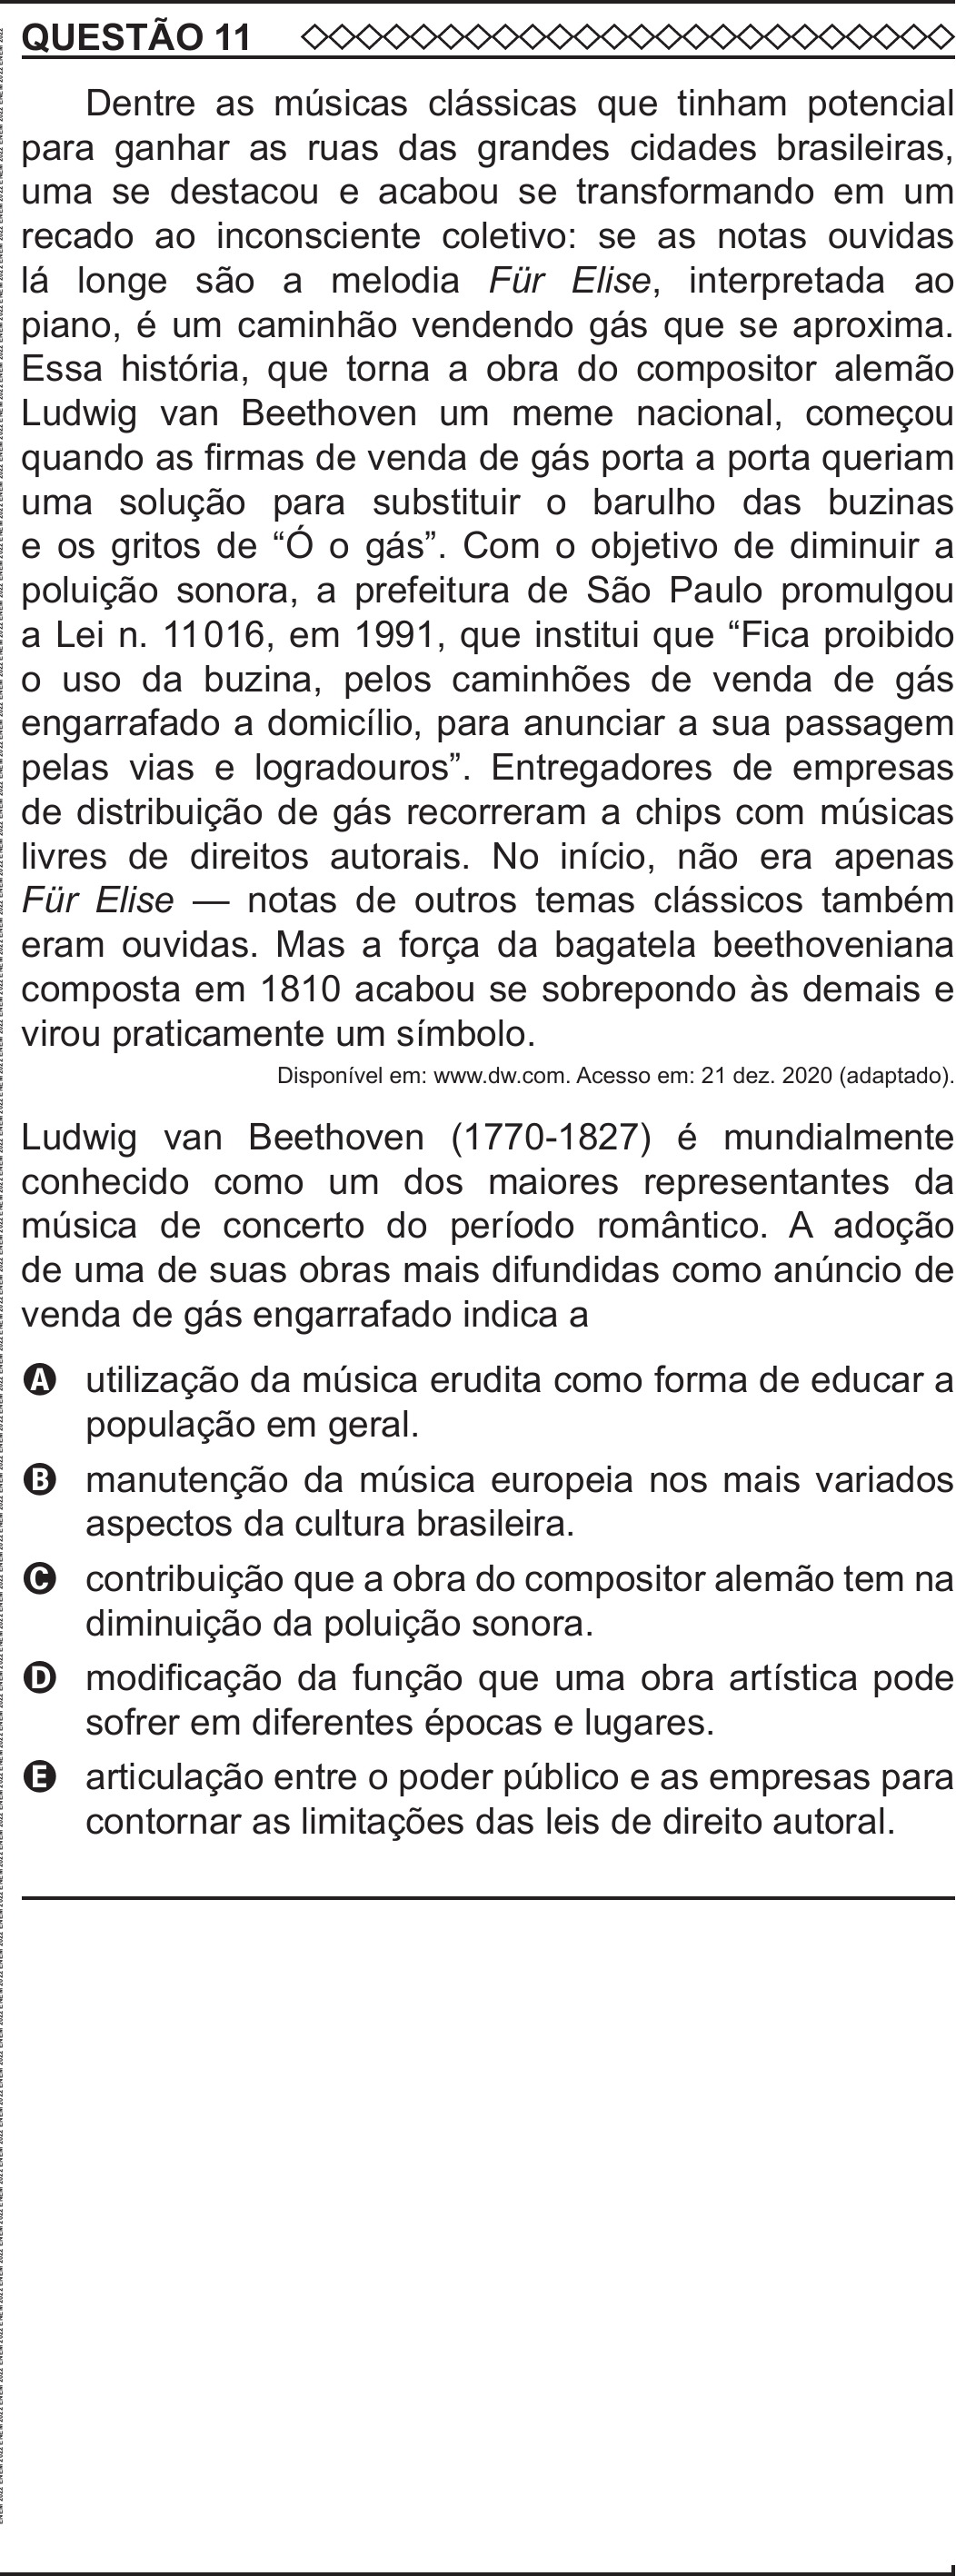 QUESTÃO 11
Dentre as músicas clássicas que tinham potencial
para ganhar as ruas das grandes cidades brasileiras,
uma se destacou e acabou se transformando em um
recado ao inconsciente coletivo: se as notas ouvidas
lá longe são a melodia Für Elise, interpretada ao
piano, é um caminhão vendendo gás que se aproxima.
Essa história, que torna a obra do compositor alemão
Ludwig van Beethoven um meme nacional, começou
quando as firmas de venda de gás porta a porta queriam
uma solução para substituir o barulho das buzinas
e os gritos de “Ó o gás”. Com o objetivo de diminuir a
poluição sonora, a prefeitura de São Paulo promulgou
a Lei n. 11 016, em 1991, que institui que “Fica proibido
o uso da buzina, pelos caminhões de venda de gás
engarrafado a domicílio, para anunciar a sua passagem
pelas vias e logradouros”. Entregadores de empresas
de distribuição de gás recorreram a chips com músicas
livres de direitos autorais. No início, não era apenas
Für Elise — notas de outros temas clássicos também
eram ouvidas. Mas a força da bagatela beethoveniana
composta em 1810 acabou se sobrepondo às demais e
virou praticamente um símbolo.
Disponível em: www.dw.com. Acesso em: 21 dez. 2020 (adaptado).
Ludwig van Beethoven (1770-1827) é mundialmente
conhecido como um dos maiores representantes da
música de concerto do período romântico. A adoção
de uma de suas obras mais difundidas como anúncio de
venda de gás engarrafado indica a
A utilização da música erudita como forma de educar a
população em geral.
B manutenção da música europeia nos mais variados
aspectos da cultura brasileira.
C contribuição que a obra do compositor alemão tem na
diminuição da poluição sonora.
D modificação da função que uma obra artística pode
sofrer em diferentes épocas e lugares.
E articulação entre o poder público e as empresas para
contornar as limitações das leis de direito autoral.